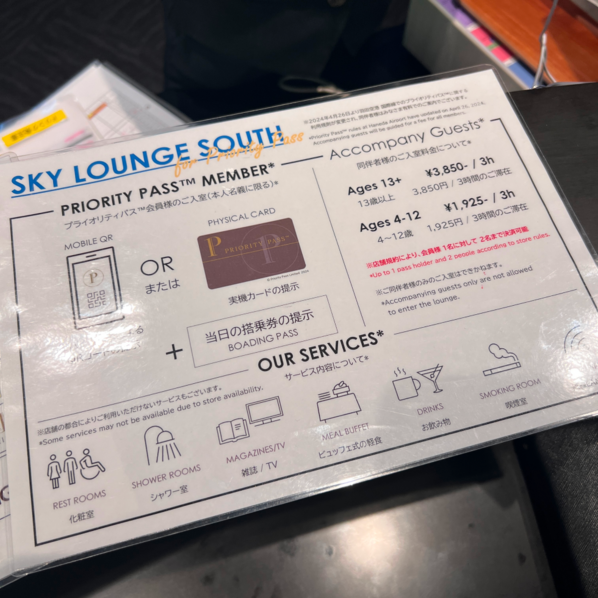 SKY LOUNGE SOUTH
for Priority Pass
PRIORITY PASS™ MEMBER*
プライオリティパス™会員様のご入室(本人名義に限る)*
MOBILE QR
OR
または
PHYSICAL CARD
P PRIORITY PASS
実機カードの提示
+
当日の搭乗券の提示
BOADING PASS
Accompany Guests*
同伴者様のご入室料金について*
Ages 13+
13歳以上
¥3,850- / 3h
3,850円 / 3時間のご滞在
Ages 4-12
4〜12歳
¥1,925- / 3h
1,925円 / 3時間のご滞在
※店舗規約により、会員様 1名に対して 2名まで決済可能
*Up to 1 pass holder and 2 people according to store rules.
※ご同伴者様のみのご入室はできかねます。
*Accompanying guests only are not allowed
to enter the lounge.
OUR SERVICES*
サービス内容について*
※店舗の都合によりご利用いただけないサービスもございます。
*Some services may not be available due to store availability.
REST ROOMS
化粧室
SHOWER ROOMS
シャワー室
MAGAZINES/TV
雑誌 / TV
MEAL BUFFET
ビュッフェ式の軽食
DRINKS
お飲み物
SMOKING ROOM
喫煙室